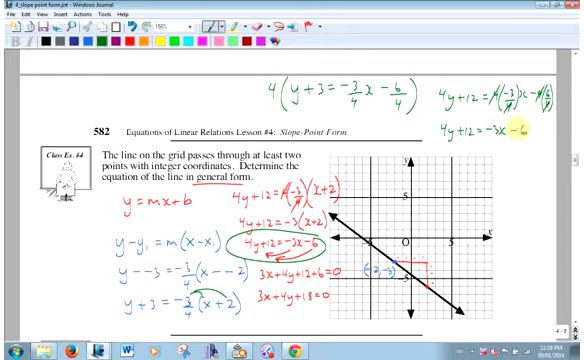 4_slope point form.jnt - Windows Journal
File Edit View Insert Actions Tools Help
150%
4(y + 3 = -3/4 x - 6/4)
4y+12 = 4(-3/4)x - 4(6/4)
4y+12 = -3x - 6
582 Equations of Linear Relations Lesson #4: Slope-Point Form
Class Ex. #4
The line on the grid passes through at least two
points with integer coordinates. Determine the
equation of the line in general form.
y = mx + b
y - y₁ = m(x - x₁)
y - -3 = -3/4 (x - -2)
y + 3 = -3/4 (x + 2)
4y+12 = 4(-3/4)(x+2)
4y+12 = -3(x+2)
4y+12 = -3x - 6
3x+4y+12+6=0
3x+4y+18=0
y
5
x
-5
O
5
(-2,-3)
-5
4 / 8
12:19 PM
09/01/2014